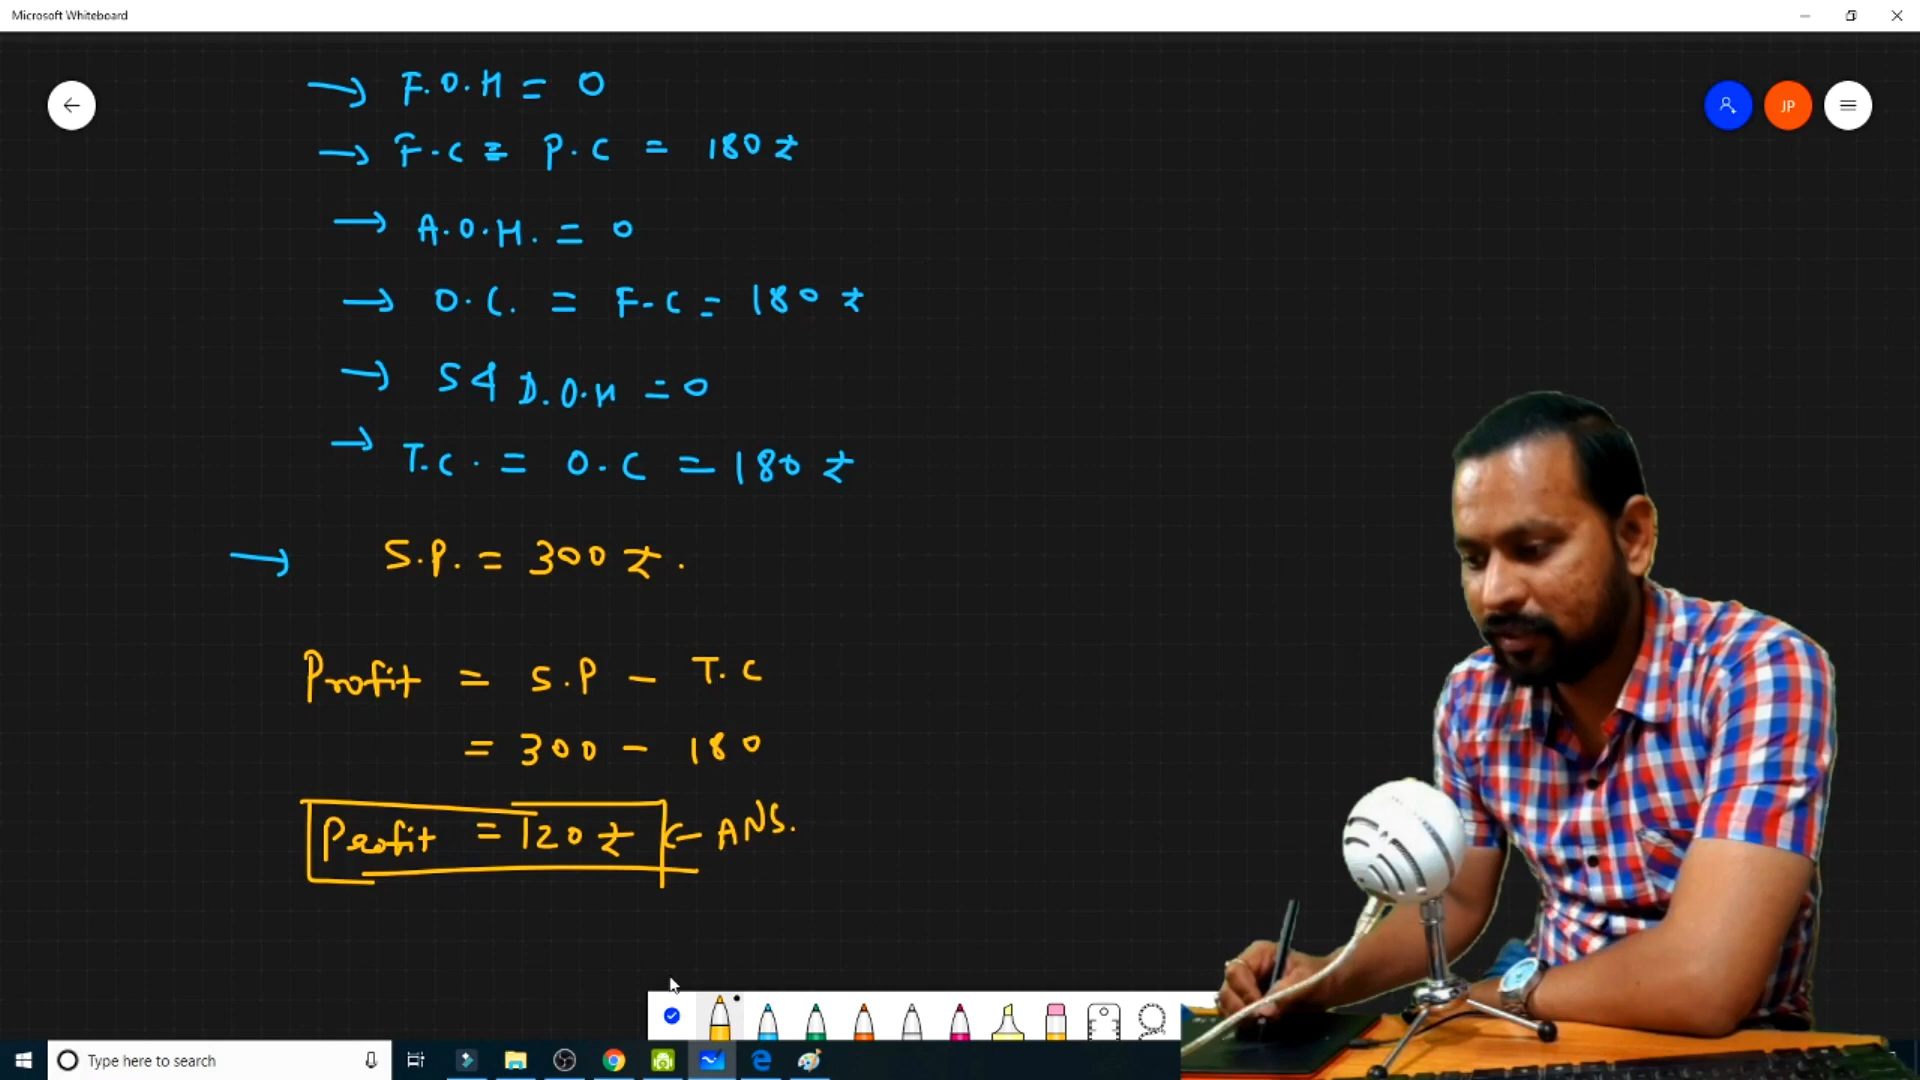 Microsoft Whiteboard
→ F.O.H = 0
→ F.C = P.C = 180 ₹
JP
→ A.O.H. = 0
→ O.C. = F-C = 180 ₹
→ S & D.O.H = 0
→ T.C. = O.C = 180 ₹
→ S.P. = 300 ₹.
Profit = S.P - T.C
= 300 - 180
Profit = 120 ₹ ← ANS.
Type here to search